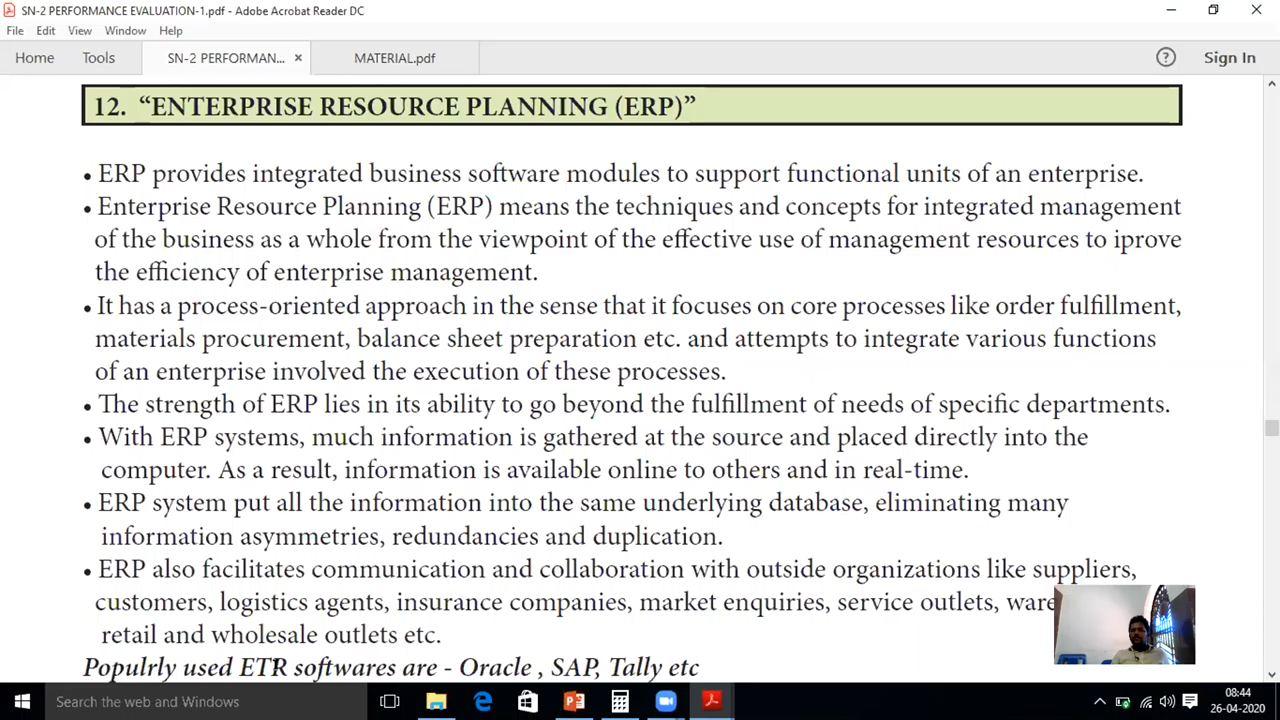 SN-2 PERFORMANCE EVALUATION-1.pdf - Adobe Acrobat Reader DC
File Edit View Window Help
Home Tools SN-2 PERFORMAN... × MATERIAL.pdf ? Sign In
12. “ENTERPRISE RESOURCE PLANNING (ERP)”
• ERP provides integrated business software modules to support functional units of an enterprise.
• Enterprise Resource Planning (ERP) means the techniques and concepts for integrated management
of the business as a whole from the viewpoint of the effective use of management resources to iprove
the efficiency of enterprise management.
• It has a process-oriented approach in the sense that it focuses on core processes like order fulfillment,
materials procurement, balance sheet preparation etc. and attempts to integrate various functions
of an enterprise involved the execution of these processes.
• The strength of ERP lies in its ability to go beyond the fulfillment of needs of specific departments.
• With ERP systems, much information is gathered at the source and placed directly into the
computer. As a result, information is available online to others and in real-time.
• ERP system put all the information into the same underlying database, eliminating many
information asymmetries, redundancies and duplication.
• ERP also facilitates communication and collaboration with outside organizations like suppliers,
customers, logistics agents, insurance companies, market enquiries, service outlets,
retail and wholesale outlets etc.
Populrly used ETR softwares are - Oracle , SAP, Tally etc
Search the web and Windows
08:44
26-04-2020